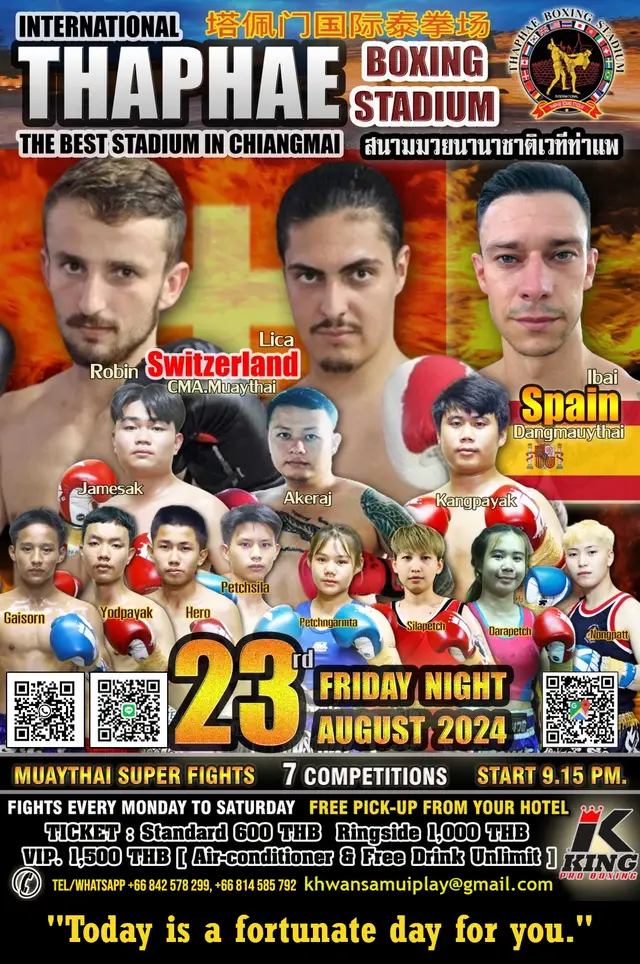 INTERNATIONAL
塔佩门国际泰拳场
THAPHAE
BOXING
STADIUM
THAPHAE BOXING STADIUM
INTERNATIONAL
THE BEST STADIUM IN CHIANGMAI
สนามมวยนานาชาติเวทีท่าแพ
Lica
Robin
Switzerland
CMA.Muaythai
Ibai
Spain
Dangmauythai
Jamesak
Akeraj
Kangpayak
Gaisorn
Yodpayak
Hero
Petchsila
Petchngarmta
Silapetch
Darapetch
Nongpatt
23rd
FRIDAY NIGHT
AUGUST 2024
MUAYTHAI SUPER FIGHTS 7 COMPETITIONS START 9.15 PM.
FIGHTS EVERY MONDAY TO SATURDAY FREE PICK-UP FROM YOUR HOTEL
TICKET : Standard 600 THB Ringside 1,000 THB
VIP. 1,500 THB [ Air-conditioner & Free Drink Unlimit ]
K
KING
PRO BOXING
TEL/WHATSAPP +66 842 578 299, +66 814 585 792 khwansamuiplay@gmail.com
"Today is a fortunate day for you."